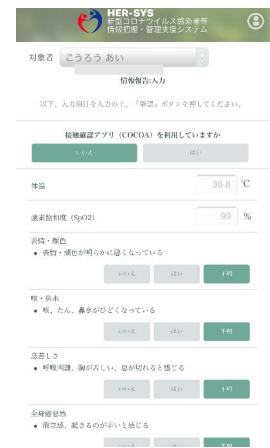 HER-SYS
新型コロナウイルス感染者等
情報把握・管理支援システム
対象者 こうろう あい
情報報告:入力
以下、入力項目を入力の上、「確認」ボタンを押してください。
接触確認アプリ（COCOA）を利用していますか
いいえ はい
体温 36.8 ℃
酸素飽和度（SpO2） 99 %
表情・顔色
• 表情・顔色が明らかに悪くなっている
いいえ はい 不明
咳・鼻水
• 咳、たん、鼻水がひどくなっている
いいえ はい 不明
息苦しさ
• 呼吸困難、胸が苦しい、息が切れると感じる
いいえ はい 不明
全身倦怠感
• 倦怠感、起きるのが辛いと感じる
いいえ はい 不明